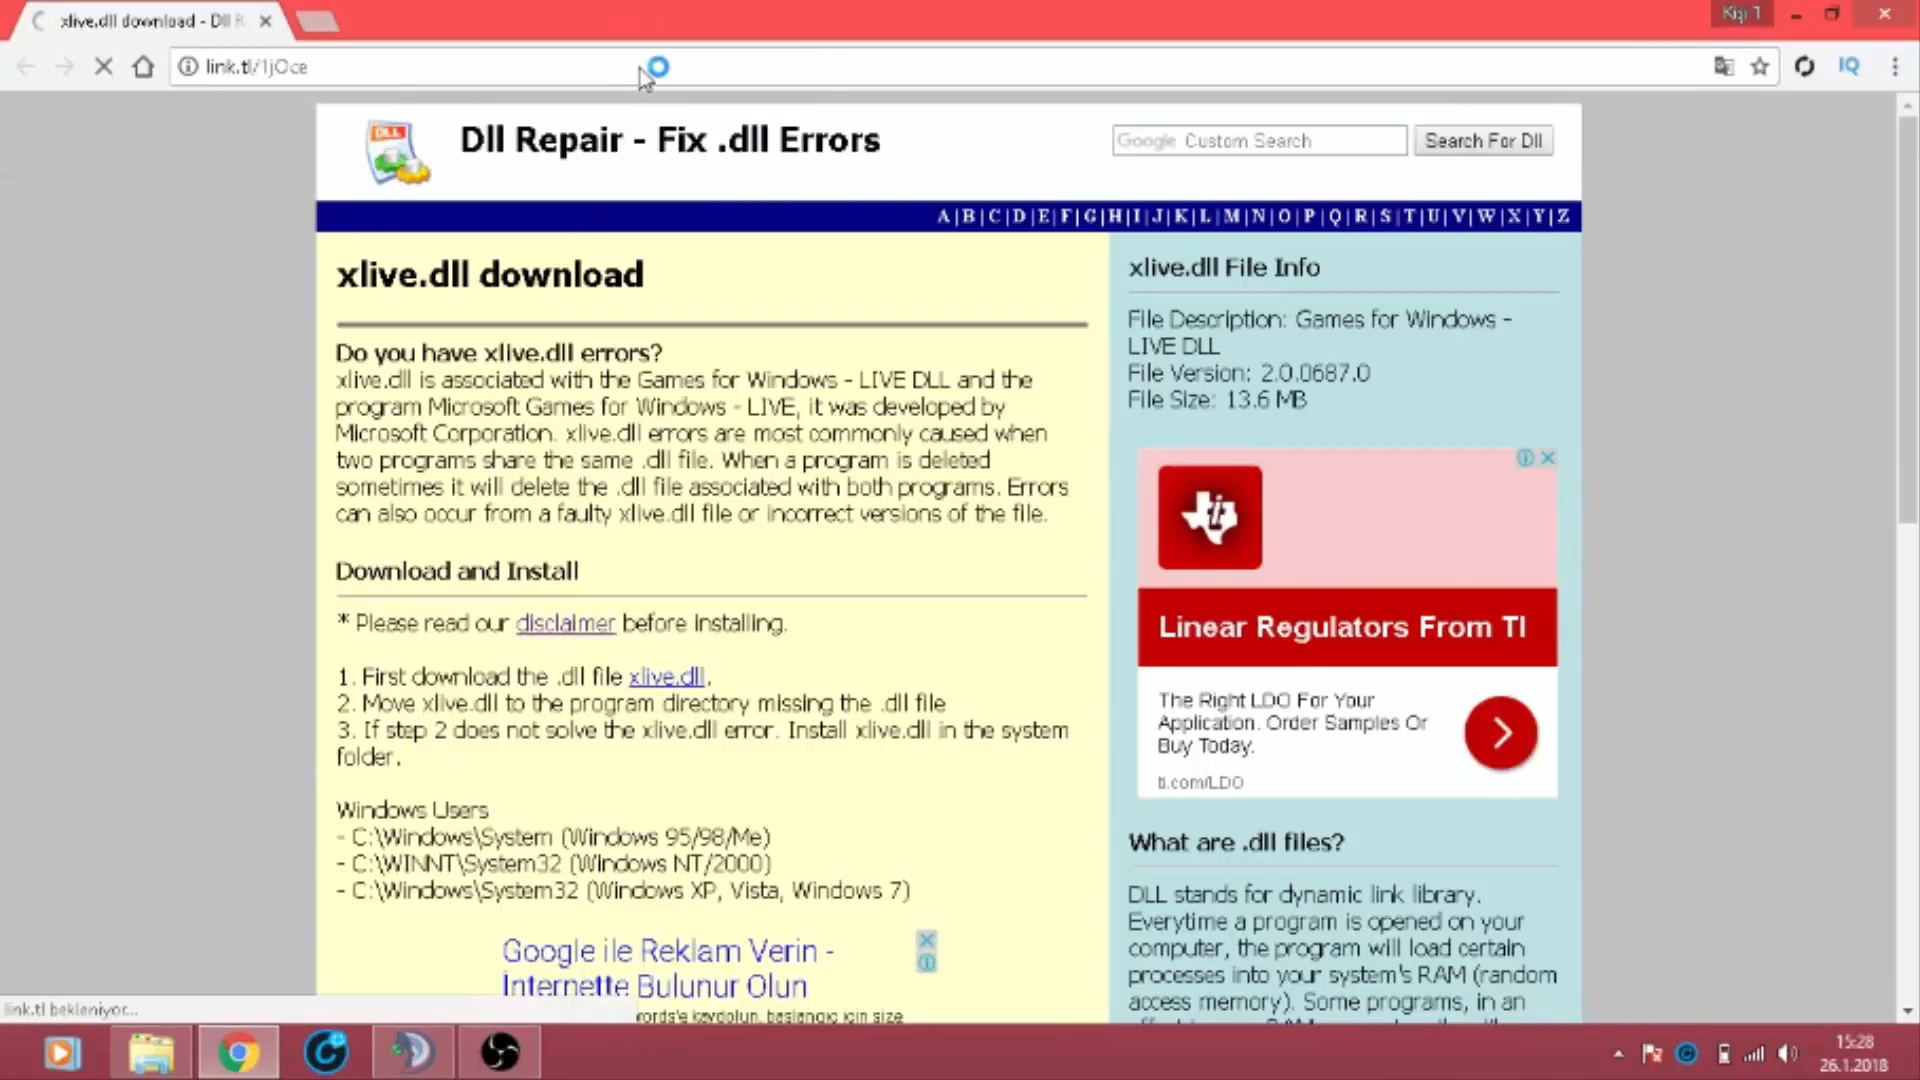 xlive.dll download - Dll R
Kişi 1
link.tl/1jOce
IQ
DLL
Dll Repair - Fix .dll Errors
Google Custom Search
Search For Dll
A|B|C|D|E|F|G|H|I|J|K|L|M|N|O|P|Q|R|S|T|U|V|W|X|Y|Z
xlive.dll download
Do you have xlive.dll errors?
xlive.dll is associated with the Games for Windows - LIVE DLL and the
program Microsoft Games for Windows - LIVE, it was developed by
Microsoft Corporation. xlive.dll errors are most commonly caused when
two programs share the same .dll file. When a program is deleted
sometimes it will delete the .dll file associated with both programs. Errors
can also occur from a faulty xlive.dll file or incorrect versions of the file.
Download and Install
* Please read our disclaimer before installing.
1. First download the .dll file xlive.dll.
2. Move xlive.dll to the program directory missing the .dll file
3. If step 2 does not solve the xlive.dll error. Install xlive.dll in the system
folder.
Windows Users
- C:\Windows\System (Windows 95/98/Me)
- C:\WINNT\System32 (Windows NT/2000)
- C:\Windows\System32 (Windows XP, Vista, Windows 7)
Google ile Reklam Verin -
İnternette Bulunur Olun
kaydolun, başlangıç için size
xlive.dll File Info
File Description: Games for Windows -
LIVE DLL
File Version: 2.0.0687.0
File Size: 13.6 MB
Linear Regulators From TI
The Right LDO For Your
Application. Order Samples Or
Buy Today.
ti.com/LDO
What are .dll files?
DLL stands for dynamic link library.
Everytime a program is opened on your
computer, the program will load certain
processes into your system's RAM (random
access memory). Some programs, in an
link.tl bekleniyor...
15:28
26.1.2018